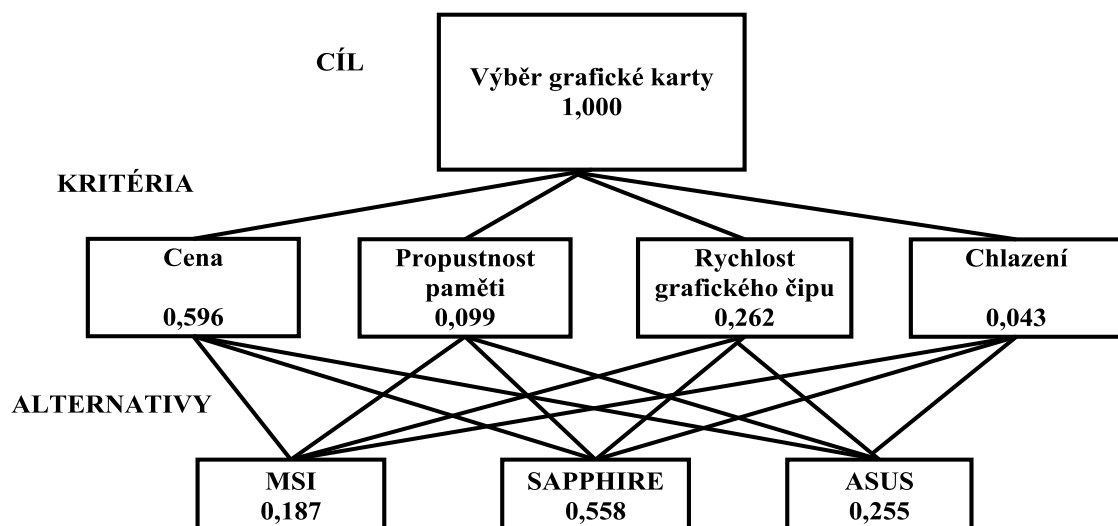 CÍL
Výběr grafické karty
1,000
KRITÉRIA
Cena
0,596
Propustnost
paměti
0,099
Rychlost
grafického čipu
0,262
Chlazení
0,043
ALTERNATIVY
MSI
0,187
SAPPHIRE
0,558
ASUS
0,255